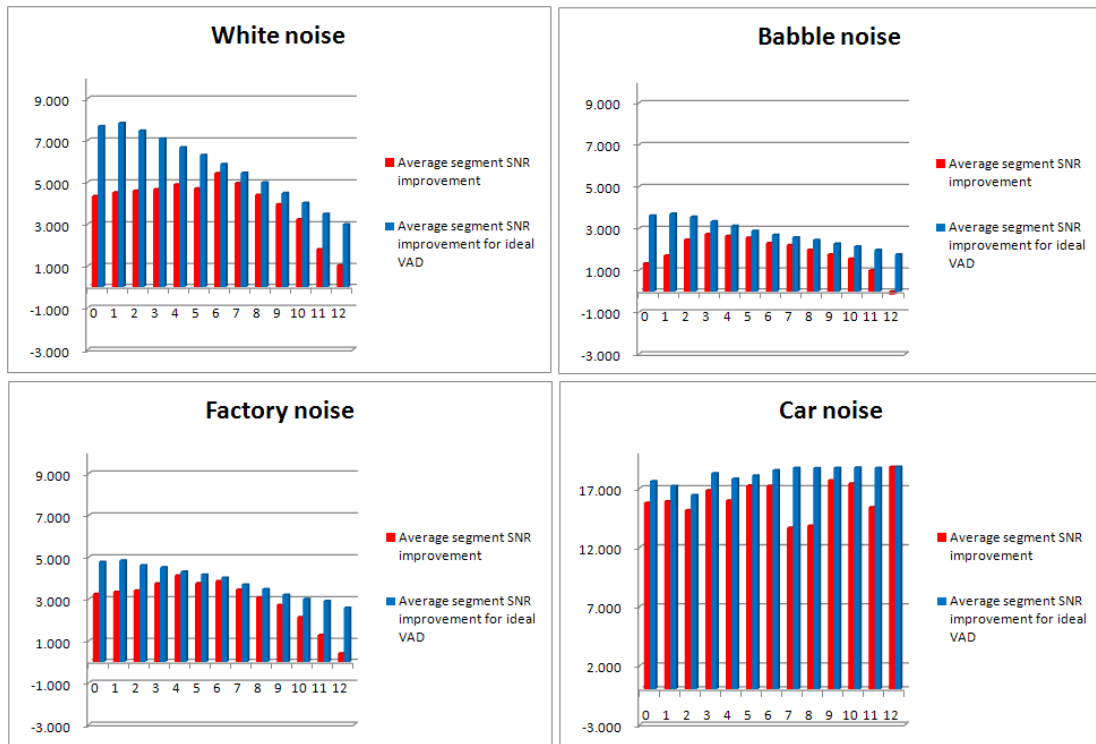 White noise
9.000
7.000
5.000
3.000
1.000
-1.000
-3.000
0 1 2 3 4 5 6 7 8 9 10 11 12
Average segment SNR
improvement
Average segment SNR
improvement for ideal
VAD
Babble noise
9.000
7.000
5.000
3.000
1.000
-1.000
-3.000
0 1 2 3 4 5 6 7 8 9 10 11 12
Average segment SNR
improvement
Average segment SNR
improvement for ideal
VAD
Factory noise
9.000
7.000
5.000
3.000
1.000
-1.000
-3.000
0 1 2 3 4 5 6 7 8 9 10 11 12
Average segment SNR
improvement
Average segment SNR
improvement for ideal
VAD
Car noise
17.000
12.000
7.000
2.000
-3.000
0 1 2 3 4 5 6 7 8 9 10 11 12
Average segment SNR
improvement
Average segment SNR
improvement for ideal
VAD